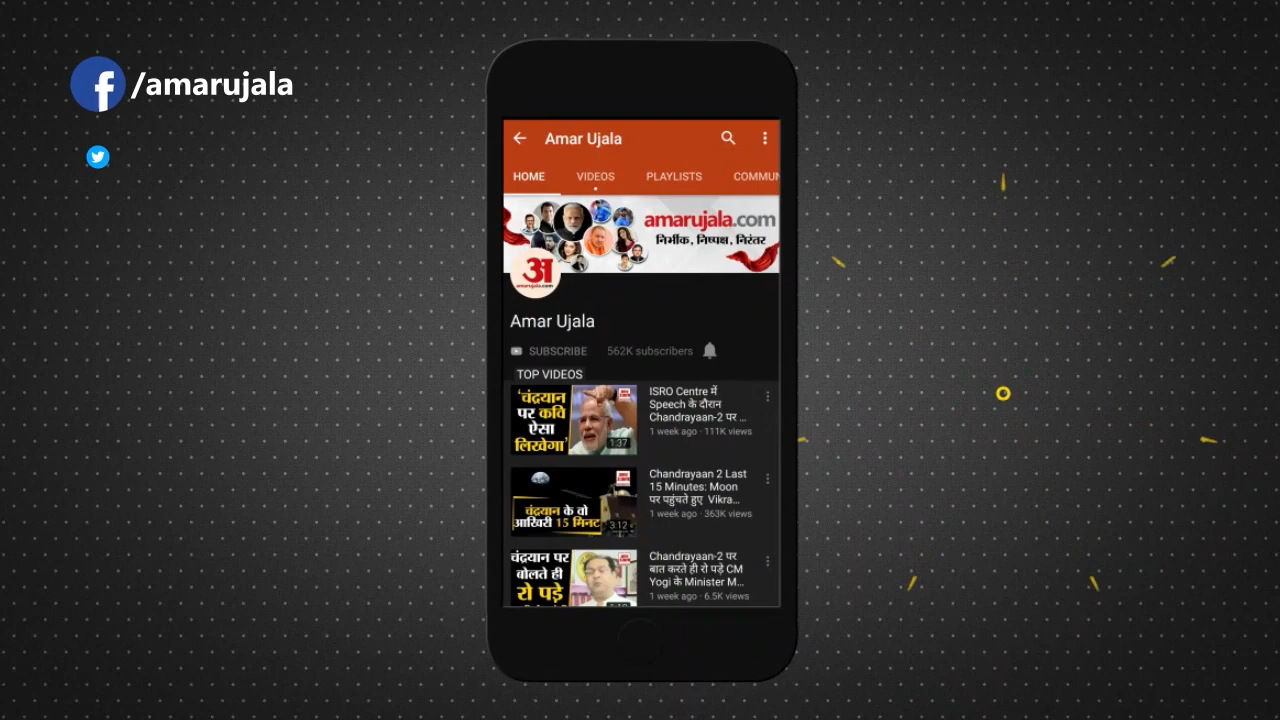 /amarujala
Amar Ujala
HOME VIDEOS PLAYLISTS COMMUN
amarujala.com
निर्भीक, निष्पक्ष, निरंतर
अ
amarujala.com
Amar Ujala
SUBSCRIBE 562K subscribers
TOP VIDEOS
'चंद्रयान
पर कवि
ऐसा
लिखेगा'
1:37
ISRO Centre में
Speech के दौरान
Chandrayaan-2 पर ...
1 week ago · 111K views
चंद्रयान के वो
आखिरी 15 मिनट
3:12
Chandrayaan 2 Last
15 Minutes: Moon
पर पहुंचते हुए Vikra...
1 week ago · 363K views
चंद्रयान पर
बोलते ही
रो पड़े
Chandrayaan-2 पर
बात करते ही रो पड़े CM
Yogi के Minister M...
1 week ago · 6.5K views